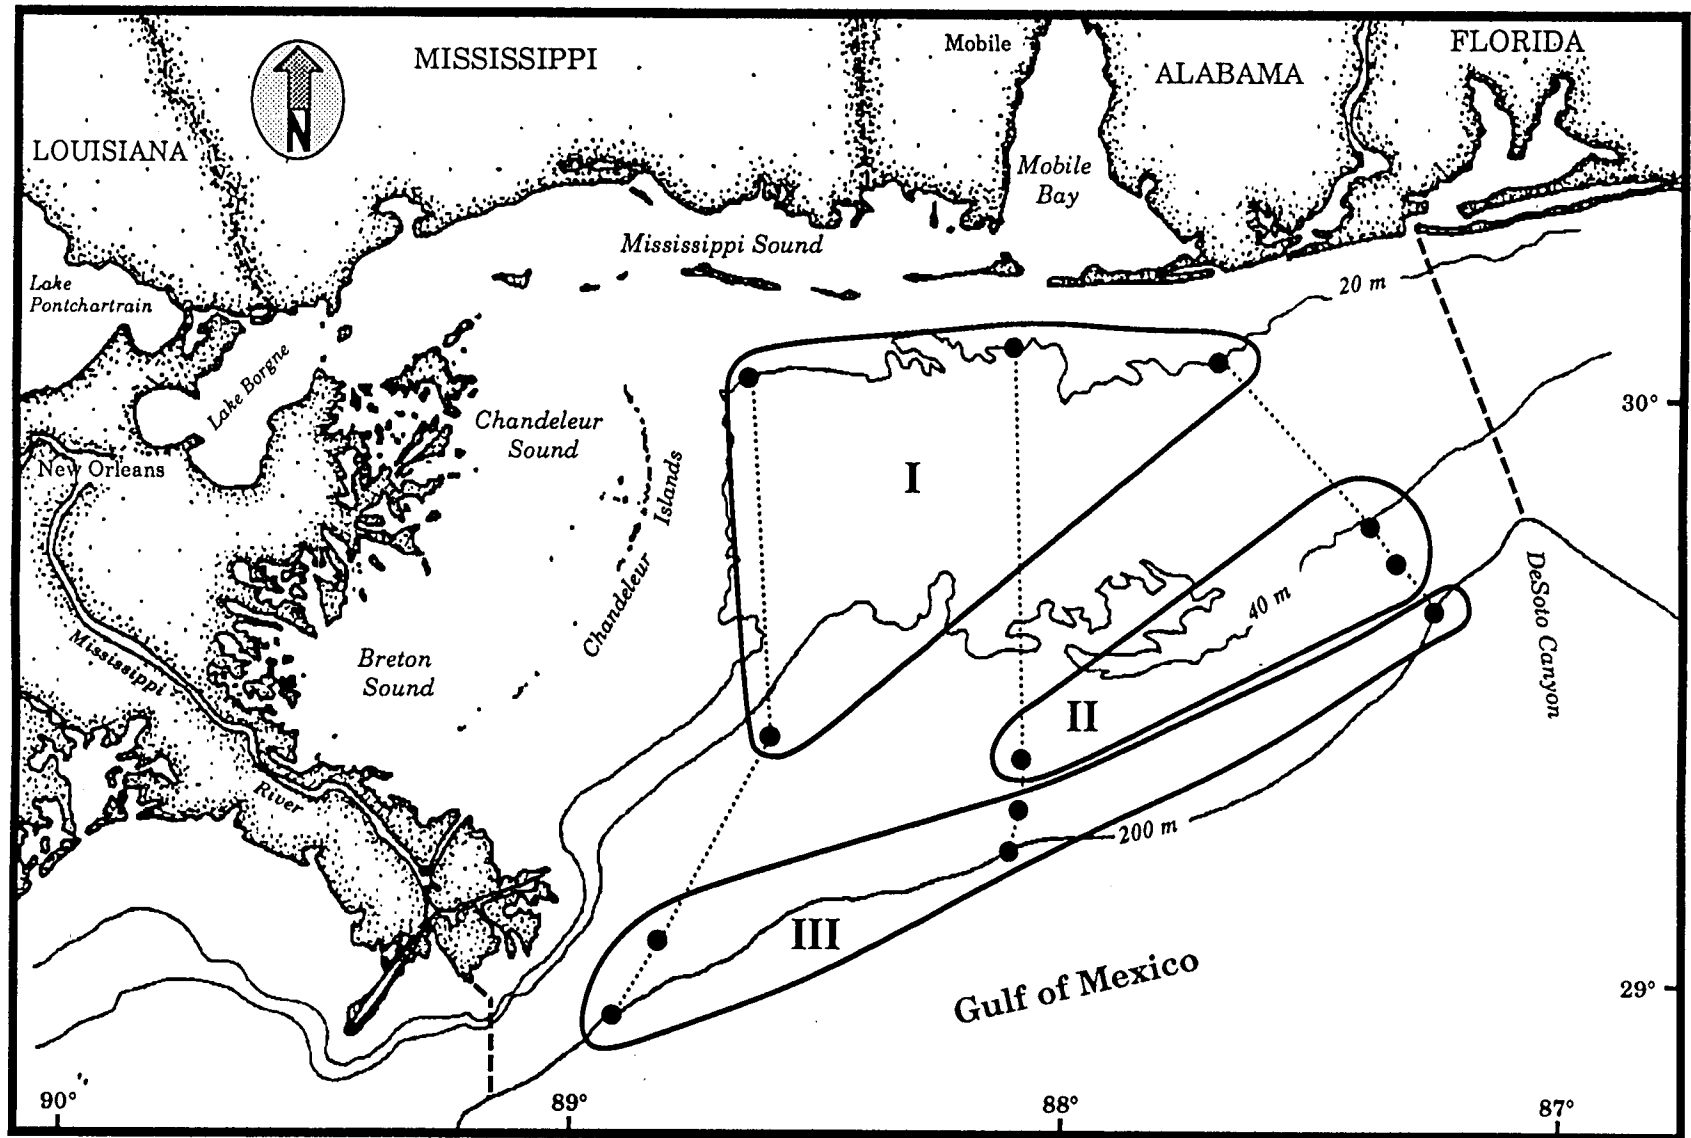 MISSISSIPPI
Mobile
FLORIDA
ALABAMA
N
LOUISIANA
Mobile
Bay
Mississippi Sound
Lake
Pontchartrain
20 m
Lake Borgne
30°
Chandeleur
Sound
New Orleans
I
Chandeleur Islands
DeSoto Canyon
40 m
Mississippi River
Breton
Sound
II
200 m
III
Gulf of Mexico
29°
90°
89°
88°
87°